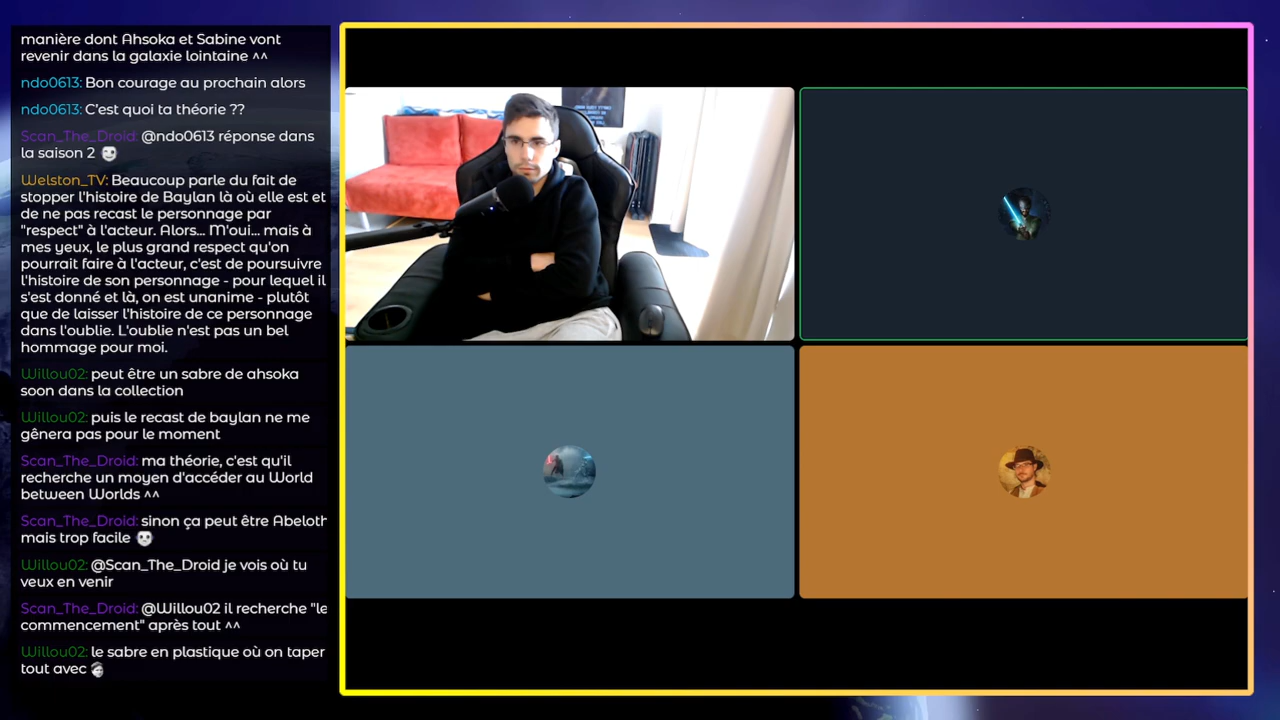 manière dont Ahsoka et Sabine vont
revenir dans la galaxie lointaine ^^
ndo0613: Bon courage au prochain alors
ndo0613: C'est quoi ta théorie ??
Scan_The_Droid: @ndo0613 réponse dans
la saison 2
Welston_TV: Beaucoup parle du fait de
stopper l'histoire de Baylan là où elle est et
de ne pas recast le personnage par
"respect" à l'acteur. Alors... M'oui... mais à
mes yeux, le plus grand respect qu'on
pourrait faire à l'acteur, c'est de poursuivre
l'histoire de son personnage - pour lequel il
s'est donné et là, on est unanime - plutôt
que de laisser l'histoire de ce personnage
dans l'oublie. L'oublie n'est pas un bel
hommage pour moi.
Willou02: peut être un sabre de ahsoka
soon dans la collection
Willou02: puis le recast de baylan ne me
gênera pas pour le moment
Scan_The_Droid: ma théorie, c'est qu'il
recherche un moyen d'accéder au World
between Worlds ^^
Scan_The_Droid: sinon ça peut être Abeloth
mais trop facile
Willou02: @Scan_The_Droid je vois où tu
veux en venir
Scan_The_Droid: @Willou02 il recherche "le
commencement" après tout ^^
Willou02: le sabre en plastique où on taper
tout avec